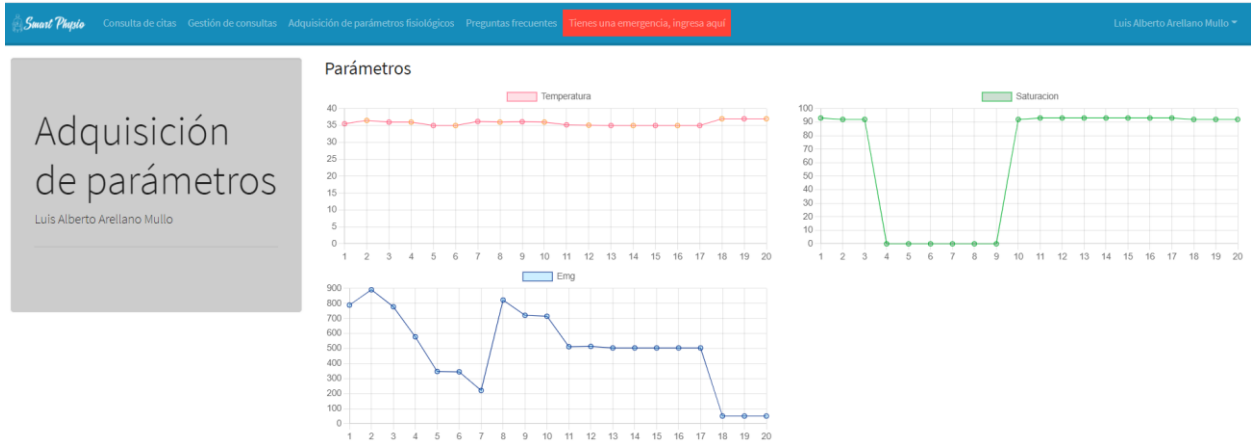 Smart Physio Consulta de citas Gestión de consultas Adquisición de parámetros fisiológicos Preguntas frecuentes Tienes una emergencia, ingresa aquí Luis Alberto Arellano Mullo
Adquisición
de parámetros
Luis Alberto Arellano Mullo
Parámetros
Temperatura
40
35
30
25
20
15
10
5
0
1 2 3 4 5 6 7 8 9 10 11 12 13 14 15 16 17 18 19 20
Saturacion
100
90
80
70
60
50
40
30
20
10
0
1 2 3 4 5 6 7 8 9 10 11 12 13 14 15 16 17 18 19 20
Emg
900
800
700
600
500
400
300
200
100
0
1 2 3 4 5 6 7 8 9 10 11 12 13 14 15 16 17 18 19 20